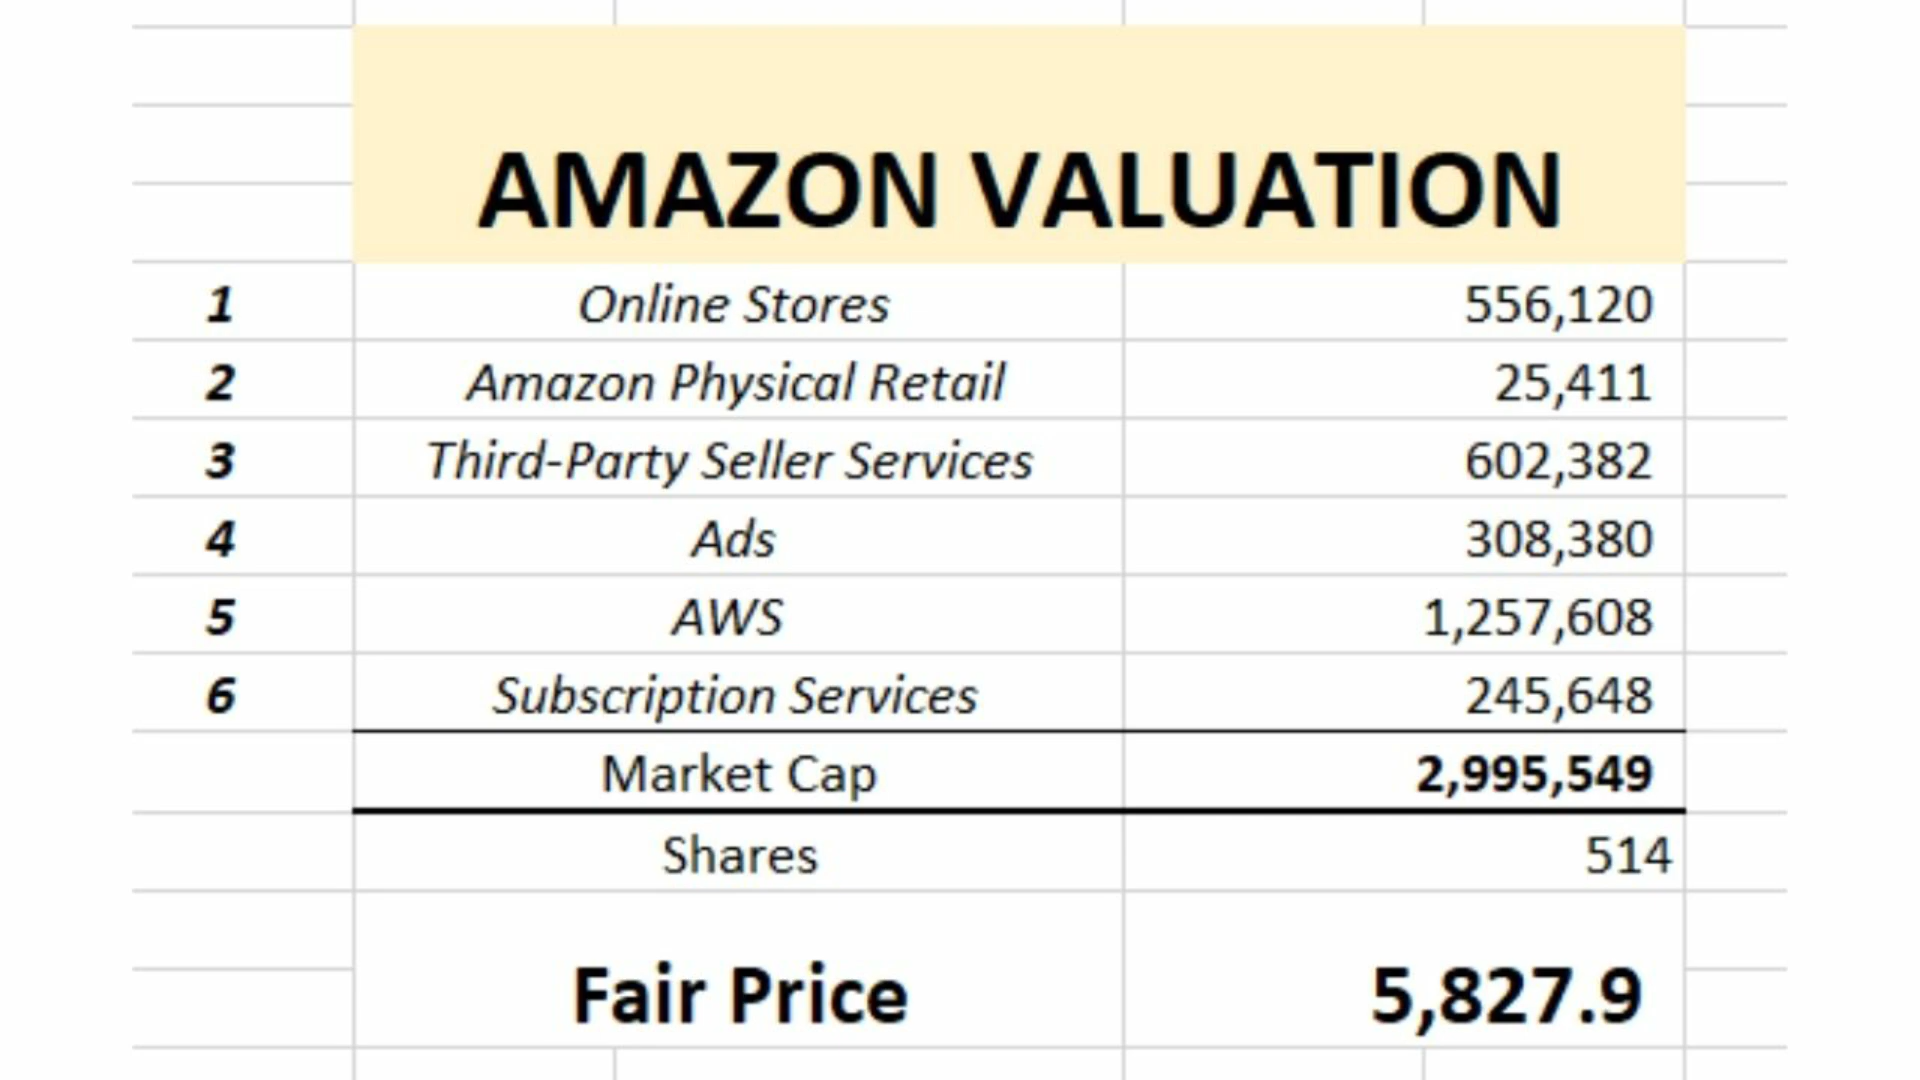 AMAZON VALUATION
1 Online Stores 556,120
2 Amazon Physical Retail 25,411
3 Third-Party Seller Services 602,382
4 Ads 308,380
5 AWS 1,257,608
6 Subscription Services 245,648
Market Cap 2,995,549
Shares 514
Fair Price 5,827.9